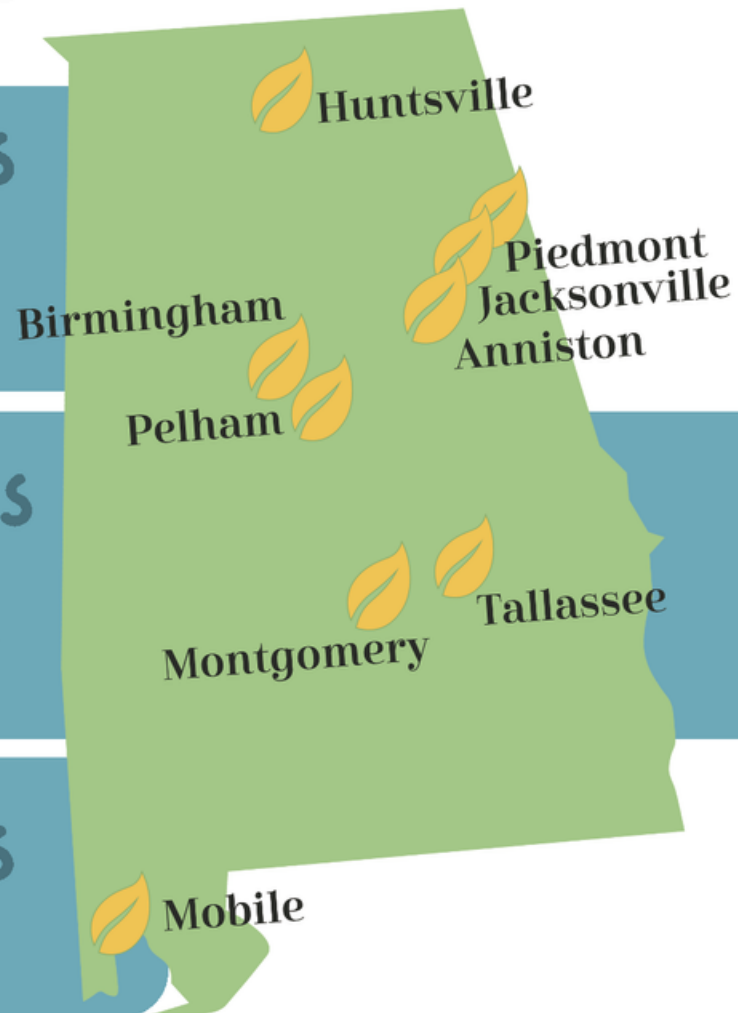 Huntsville
Piedmont
Jacksonville
Birmingham
Anniston
Pelham
Tallassee
Montgomery
Mobile